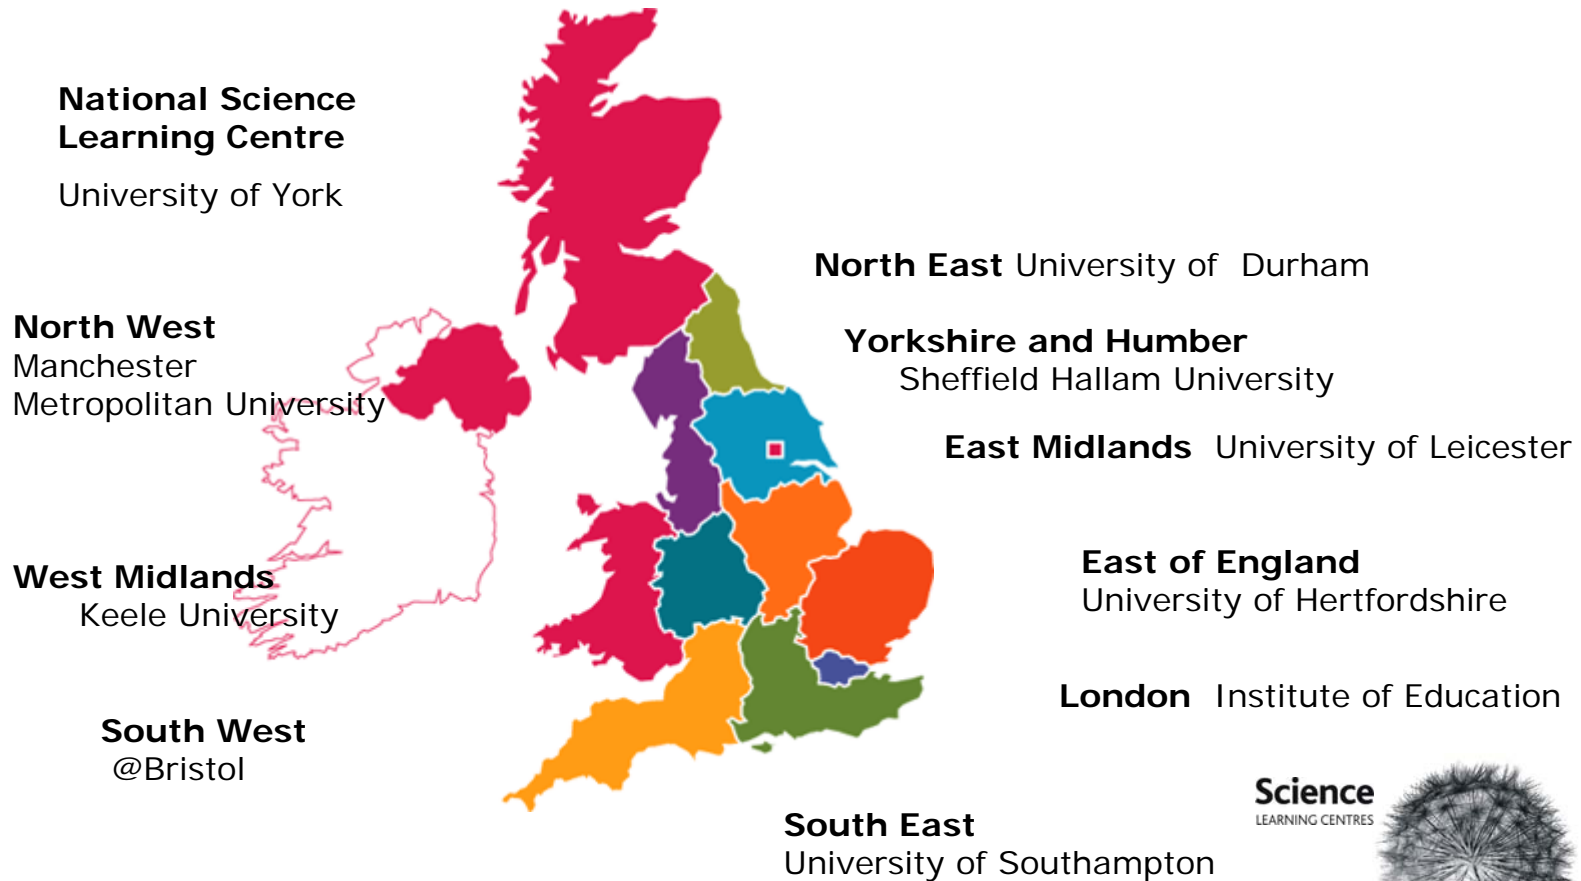 National Science
Learning Centre
University of York
North East University of Durham
North West
Manchester
Metropolitan University
Yorkshire and Humber
Sheffield Hallam University
East Midlands University of Leicester
West Midlands
Keele University
East of England
University of Hertfordshire
London Institute of Education
South West
@Bristol
South East
University of Southampton
Science
LEARNING CENTRES